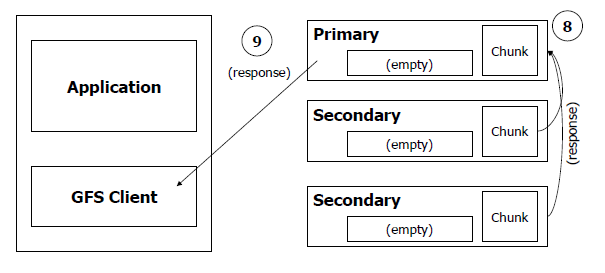 Application
GFS Client
9
(response)
Primary
(empty)
Chunk
8
Secondary
(empty)
Chunk
(response)
Secondary
(empty)
Chunk